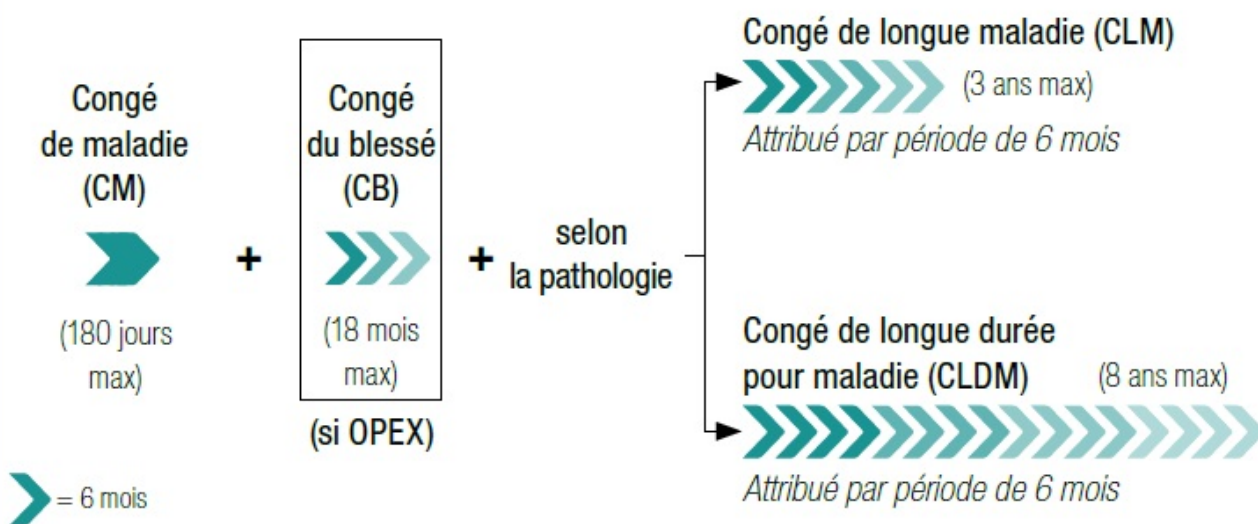 Congé
de maladie
(CM)
(180 jours
max)
+
Congé
du blessé
(CB)
(18 mois
max)
(si OPEX)
+
selon
la pathologie
Congé de longue maladie (CLM)
(3 ans max)
Attribué par période de 6 mois
Congé de longue durée
pour maladie (CLDM) (8 ans max)
Attribué par période de 6 mois
= 6 mois